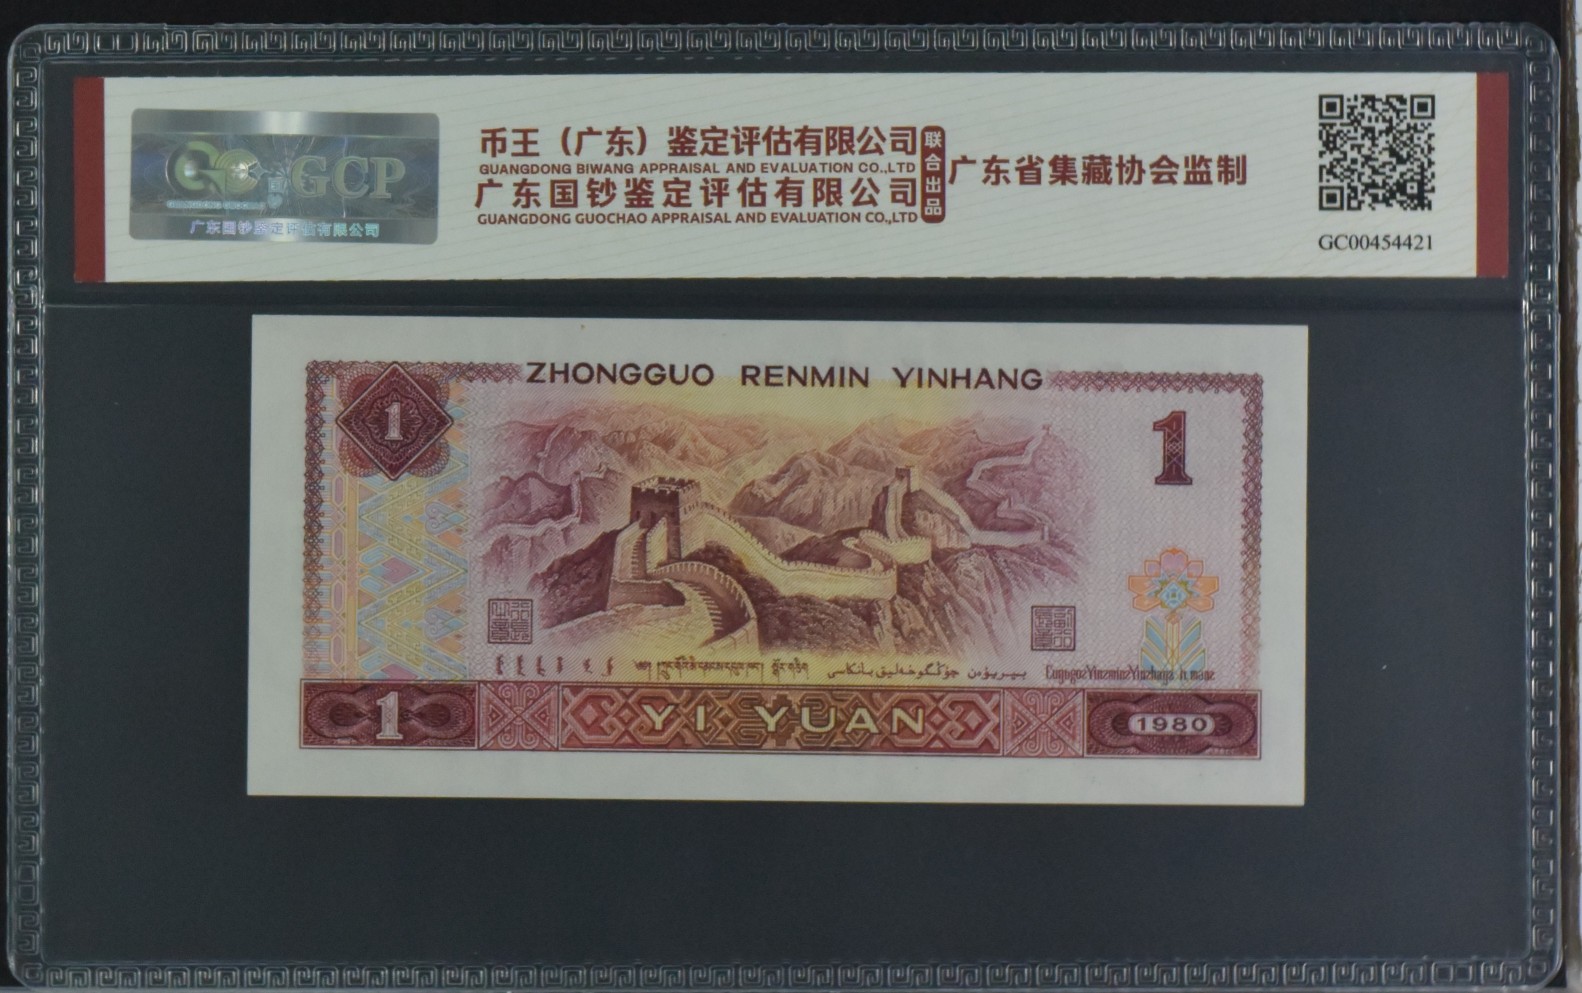 GCP
广东国钞鉴定评估有限公司
币王（广东）鉴定评估有限公司
GUANGDONG BIWANG APPRAISAL AND EVALUATION CO.,LTD
广东国钞鉴定评估有限公司
GUANGDONG GUOCHAO APPRAISAL AND EVALUATION CO.,LTD
联合出品
广东省集藏协会监制
GC00454421
ZHONGGUO RENMIN YINHANG
1
1
1
YI YUAN
1980